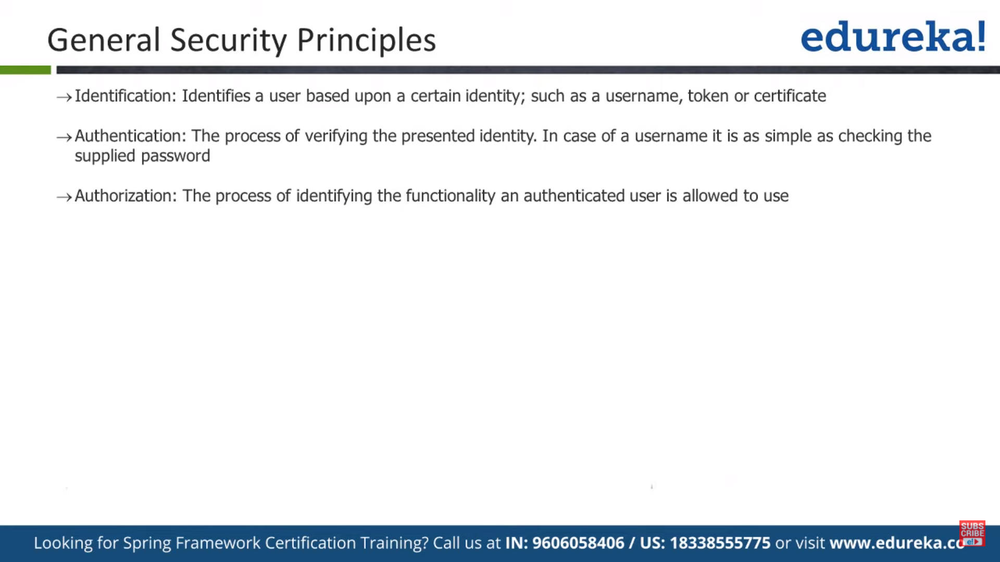 General Security Principles
edureka!
→Identification: Identifies a user based upon a certain identity; such as a username, token or certificate
→Authentication: The process of verifying the presented identity. In case of a username it is as simple as checking the
supplied password
→Authorization: The process of identifying the functionality an authenticated user is allowed to use
Looking for Spring Framework Certification Training? Call us at IN: 9606058406 / US: 18338555775 or visit www.edureka.co
SUBS
CRIBE
e!